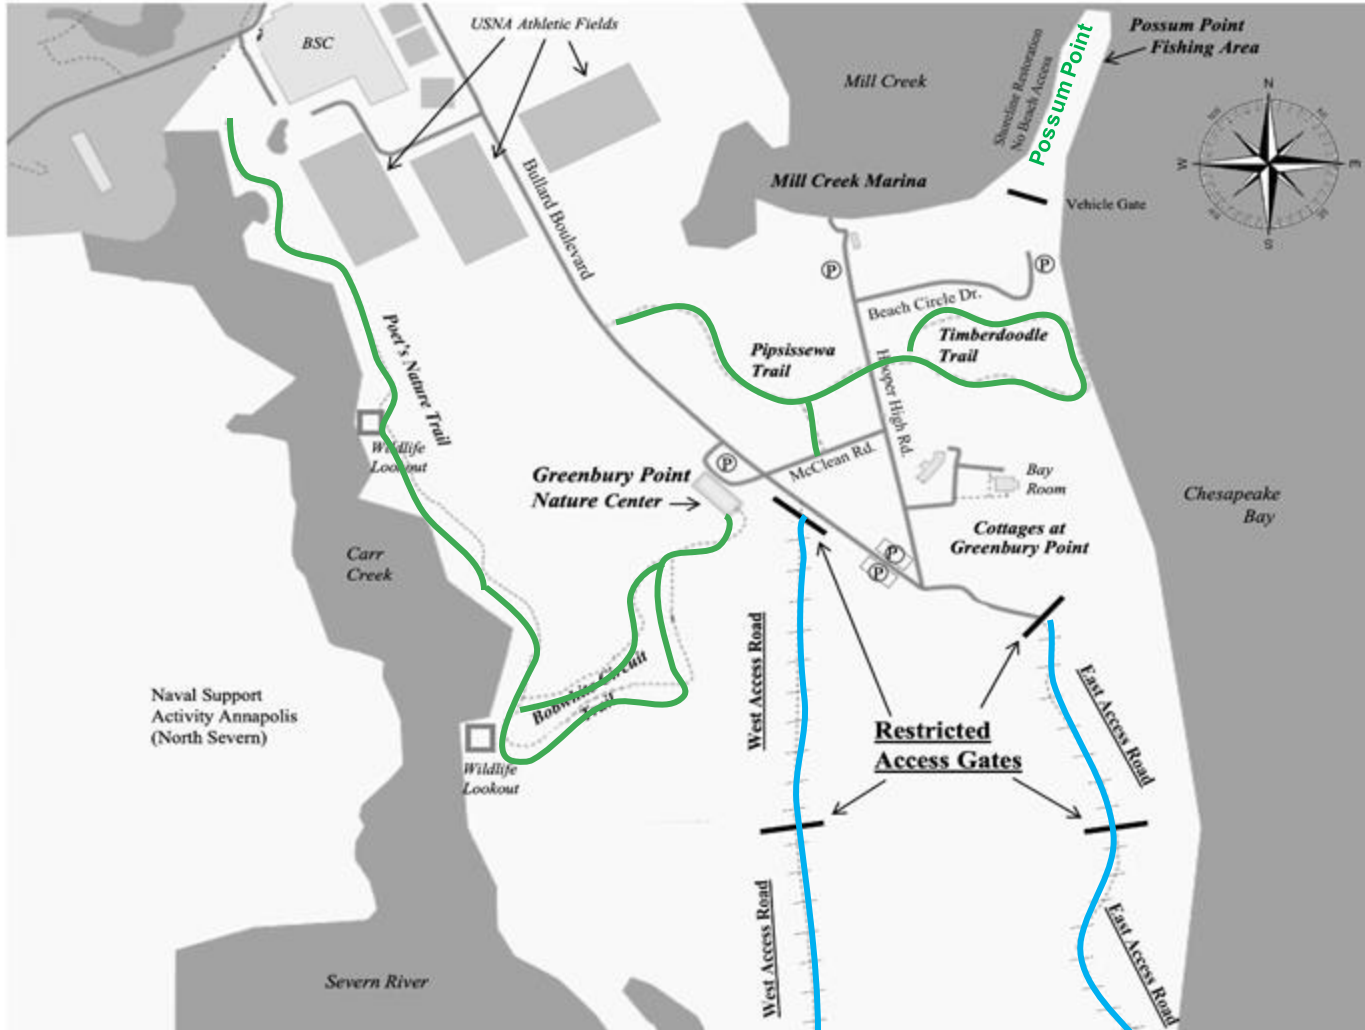 BSC
USNA Athletic Fields
Mill Creek
Possum Point
Fishing Area
Shoreline Restoration
No Beach Access
Possum Point
N
W
E
S
Mill Creek Marina
Vehicle Gate
Bullard Boulevard
P
P
Beach Circle Dr.
Poet's Nature Trail
Pipsissewa
Trail
Timberdoodle
Trail
Hooper High Rd.
Wildlife
Lookout
McClean Rd.
P
Greenbury Point
Nature Center
Bay
Room
Chesapeake
Bay
Cottages at
Greenbury Point
Carr
Creek
P
P
West Access Road
East Access Road
Bobwhite Circuit
Trail
Naval Support
Activity Annapolis
(North Severn)
Restricted
Access Gates
Wildlife
Lookout
West Access Road
East Access Road
Severn River